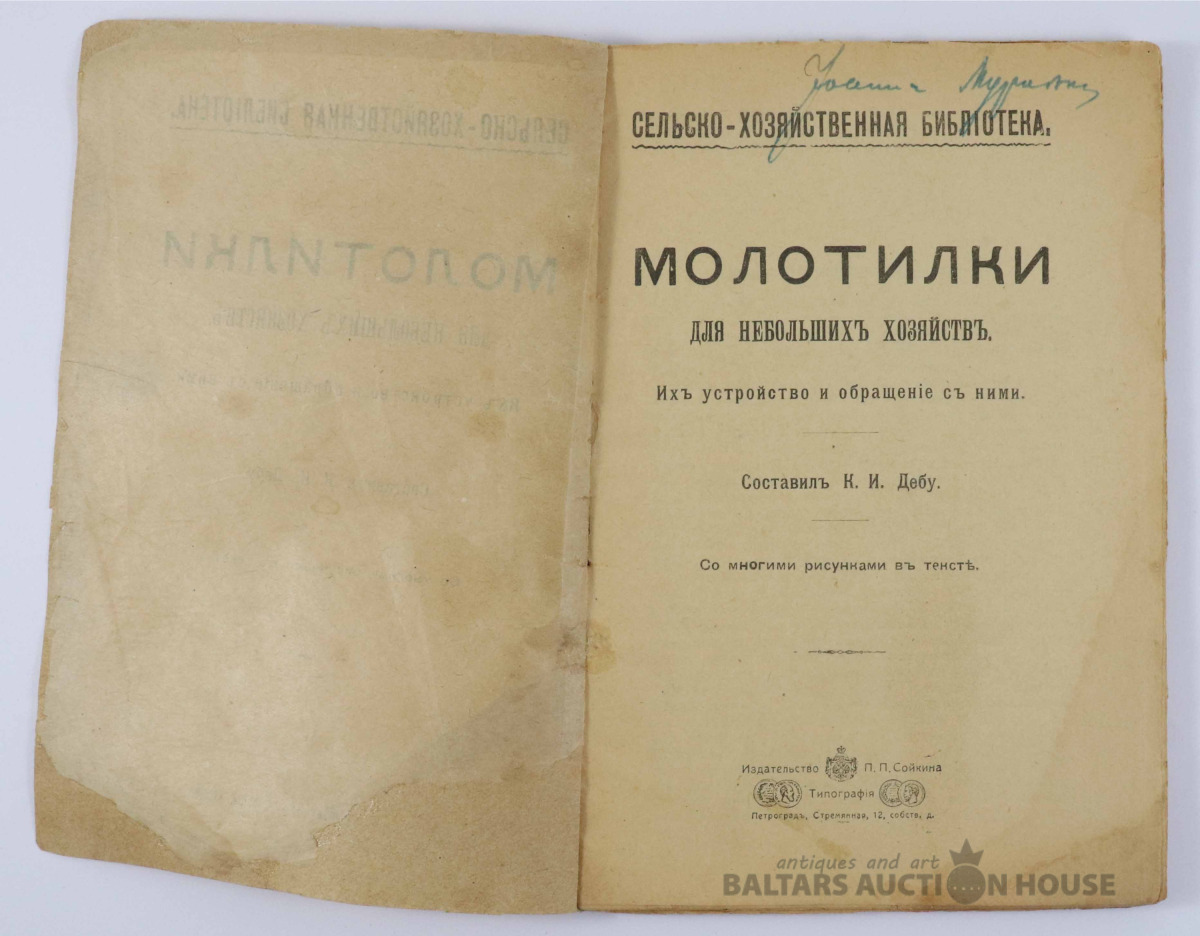 СЕЛЬСКО-ХОЗЯЙСТВЕННАЯ БИБЛІОТЕКА.
МОЛОТИЛКИ
ДЛЯ НЕБОЛЬШИХЪ ХОЗЯЙСТВЪ.
Ихъ устройство и обращеніе съ ними.
Составилъ К. И. Дебу.
Со многими рисунками въ текстѣ.
Издательство П. П. Сойкина
Типографія
Петроградъ, Стремянная, 12, собств. д.
antiques and art
BALTARS AUCTION HOUSE